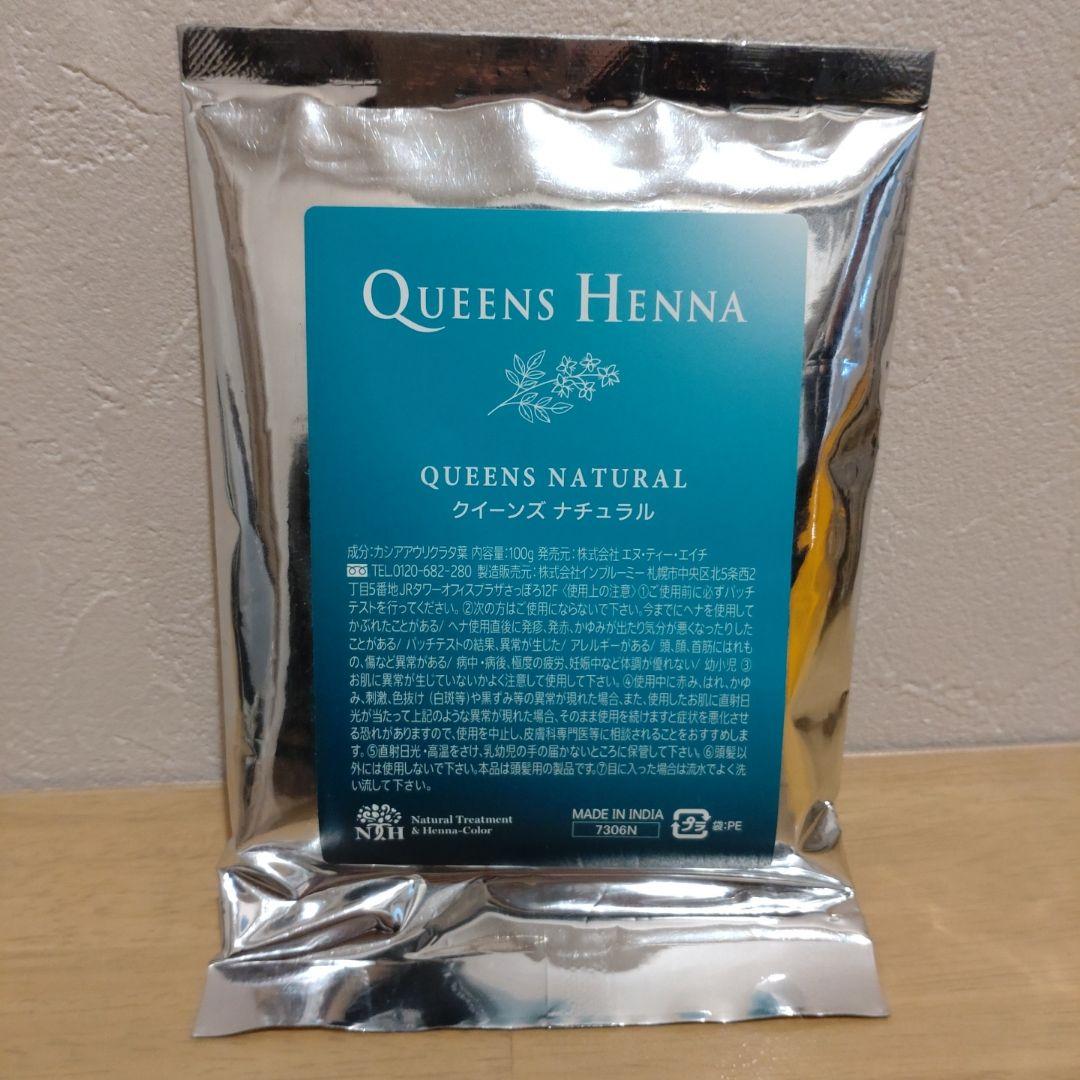 QUEENS HENNA
QUEENS NATURAL
クイーンズ ナチュラル
成分:カシアアウリクラタ葉 内容量:100g 発売元:株式会社 エヌ・ティー・エイチ
TEL.0120-682-280 製造販売元:株式会社インブルーミー 札幌市中央区北5条西2
丁目5番地JRタワーオフィスプラザさっぽろ12F 〈使用上の注意〉①ご使用前に必ずパッチ
テストを行ってください。②次の方はご使用にならないで下さい。今までにヘナを使用して
かぶれたことがある/ ヘナ使用直後に発疹、発赤、かゆみが出たり気分が悪くなったりした
ことがある/ パッチテストの結果、異常が生じた/ アレルギーがある/ 頭、顔、首筋にはれも
の、傷など異常がある/ 病中・病後、極度の疲労、妊娠中など体調が優れない/ 幼小児 ③
お肌に異常が生じていないかよく注意して使用して下さい。④使用中に赤み、はれ、かゆ
み、刺激、色抜け (白斑等)や黒ずみ等の異常が現れた場合、また、使用したお肌に直射日
光が当たって上記のような異常が現れた場合、そのまま使用を続けますと症状を悪化させ
る恐れがありますので、使用を中止し、皮膚科専門医等に相談されることをおすすめしま
す。⑤直射日光・高温をさけ、乳幼児の手の届かないところに保管して下さい。⑥頭髪以
外には使用しないで下さい。本品は頭髪用の製品です。⑦目に入った場合は流水でよく洗
い流して下さい。
NTH
Natural Treatment
& Henna-Color
MADE IN INDIA
7306N
プラ 袋:PE